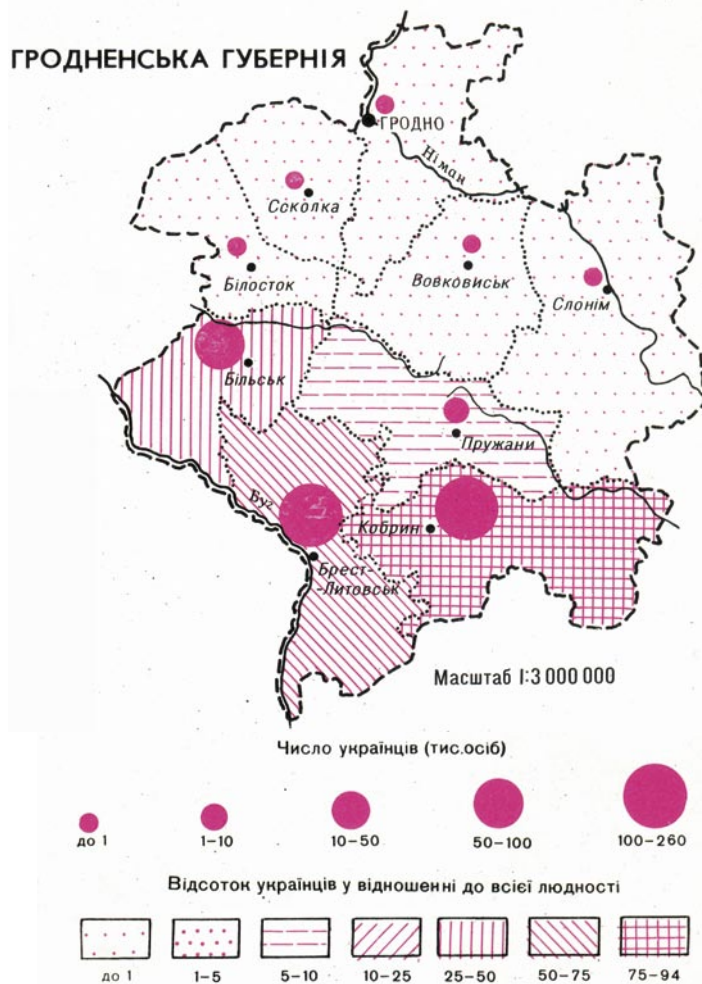 ГРОДНЕНСЬКА ГУБЕРНІЯ
ГРОДНО
Німан
Ссколка
Білосток
Вовковиськ
Слонім
Більськ
Пружани
Буг
Кобрин
Брест-
-Литовськ
Масштаб 1:3 000 000
Число українців (тис.осіб)
до 1
1–10
10–50
50–100
100–260
Відсоток українців у відношенні до всієї людності
до 1
1–5
5–10
10–25
25–50
50–75
75–94